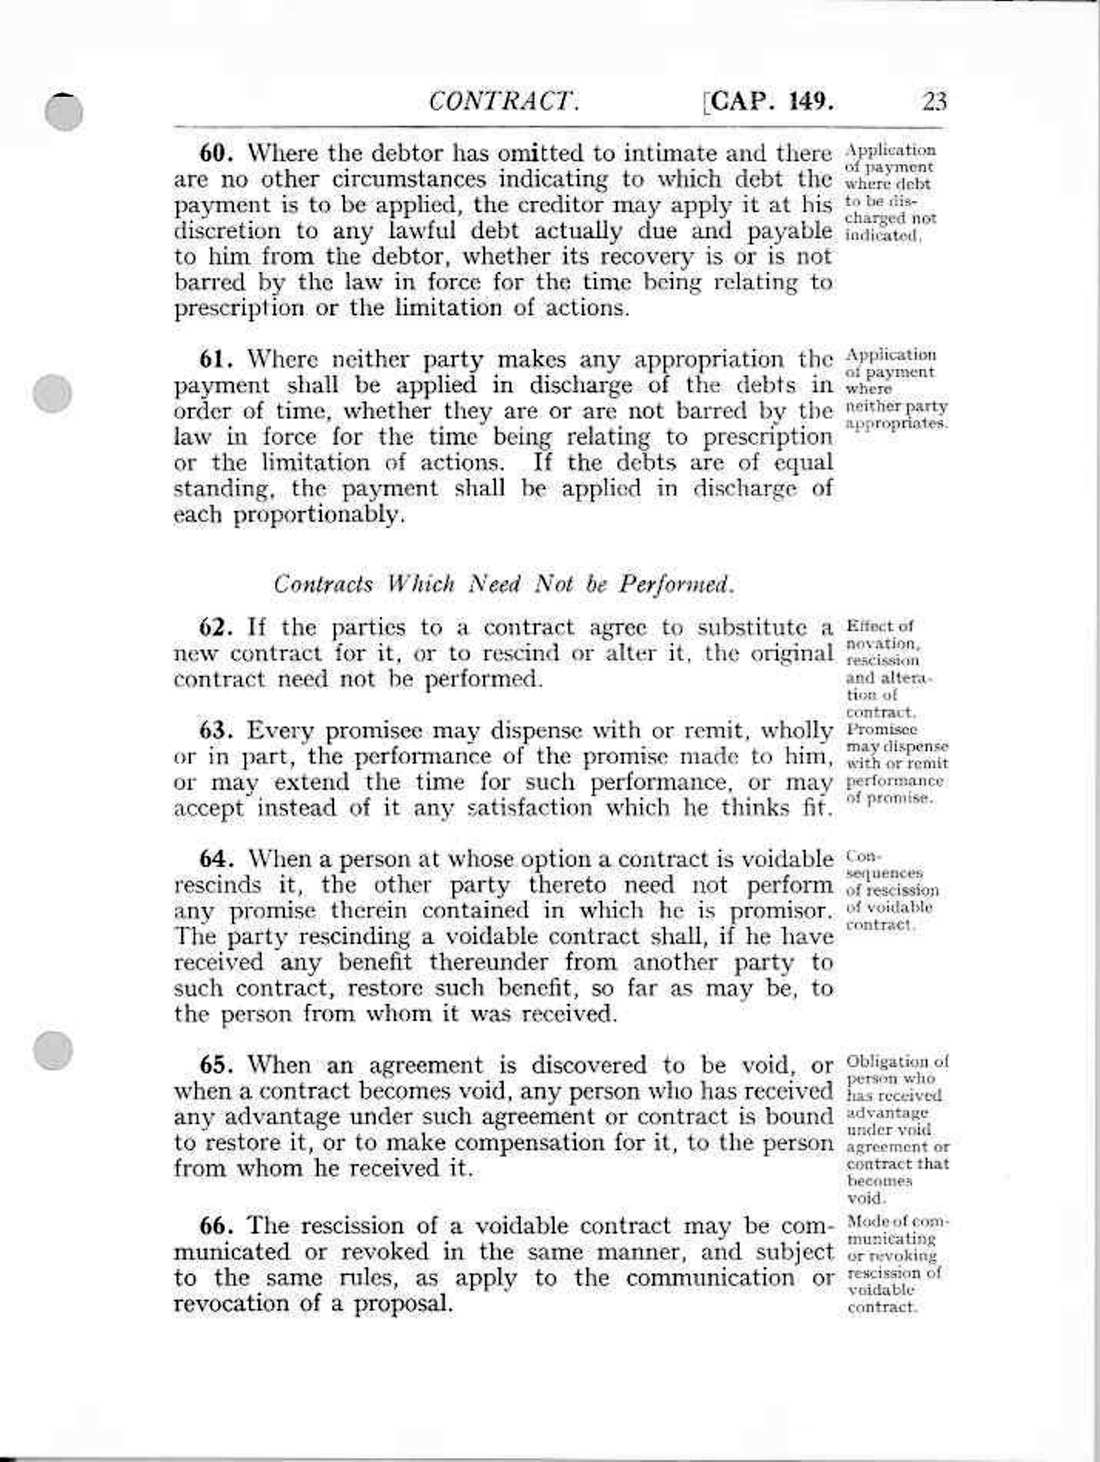 CONTRACT. [CAP. 149. 23
60. Where the debtor has omitted to intimate and there
are no other circumstances indicating to which debt the
payment is to be applied, the creditor may apply it at his
discretion to any lawful debt actually due and payable
to him from the debtor, whether its recovery is or is not
barred by the law in force for the time being relating to
prescription or the limitation of actions.
Application
of payment
where debt
to be dis-
charged not
indicated.
61. Where neither party makes any appropriation the
payment shall be applied in discharge of the debts in
order of time, whether they are or are not barred by the
law in force for the time being relating to prescription
or the limitation of actions. If the debts are of equal
standing, the payment shall be applied in discharge of
each proportionably.
Application
of payment
where
neither party
appropriates.
Contracts Which Need Not be Performed.
62. If the parties to a contract agree to substitute a
new contract for it, or to rescind or alter it, the original
contract need not be performed.
Effect of
novation,
rescission
and altera-
tion of
contract.
63. Every promisee may dispense with or remit, wholly
or in part, the performance of the promise made to him,
or may extend the time for such performance, or may
accept instead of it any satisfaction which he thinks fit.
Promisee
may dispense
with or remit
performance
of promise.
64. When a person at whose option a contract is voidable
rescinds it, the other party thereto need not perform
any promise therein contained in which he is promisor.
The party rescinding a voidable contract shall, if he have
received any benefit thereunder from another party to
such contract, restore such benefit, so far as may be, to
the person from whom it was received.
Con-
sequences
of rescission
of voidable
contract.
65. When an agreement is discovered to be void, or
when a contract becomes void, any person who has received
any advantage under such agreement or contract is bound
to restore it, or to make compensation for it, to the person
from whom he received it.
Obligation of
person who
has received
advantage
under void
agreement or
contract that
becomes
void.
66. The rescission of a voidable contract may be com-
municated or revoked in the same manner, and subject
to the same rules, as apply to the communication or
revocation of a proposal.
Mode of com-
municating
or revoking
rescission of
voidable
contract.